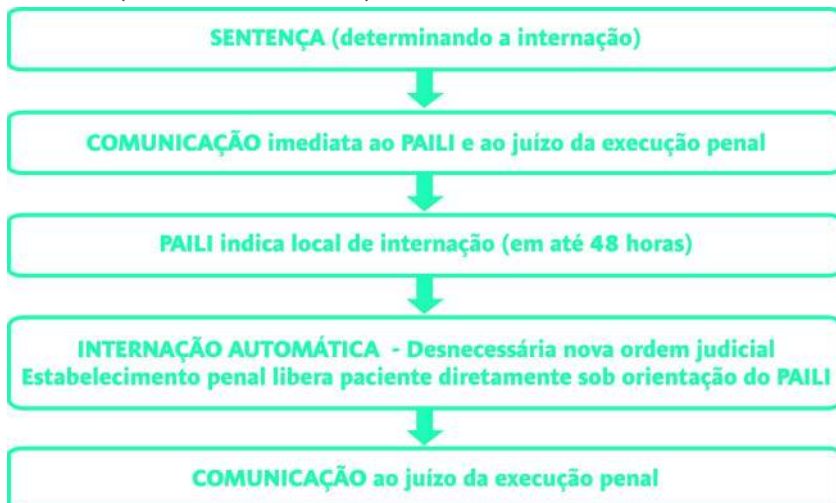 SENTENÇA (determinando a internação)
COMUNICAÇÃO imediata ao PAILI e ao juízo da execução penal
PAILI indica local de internação (em até 48 horas)
INTERNAÇÃO AUTOMÁTICA - Desnecessária nova ordem judicial
Estabelecimento penal libera paciente diretamente sob orientação do PAILI
COMUNICAÇÃO ao juízo da execução penal